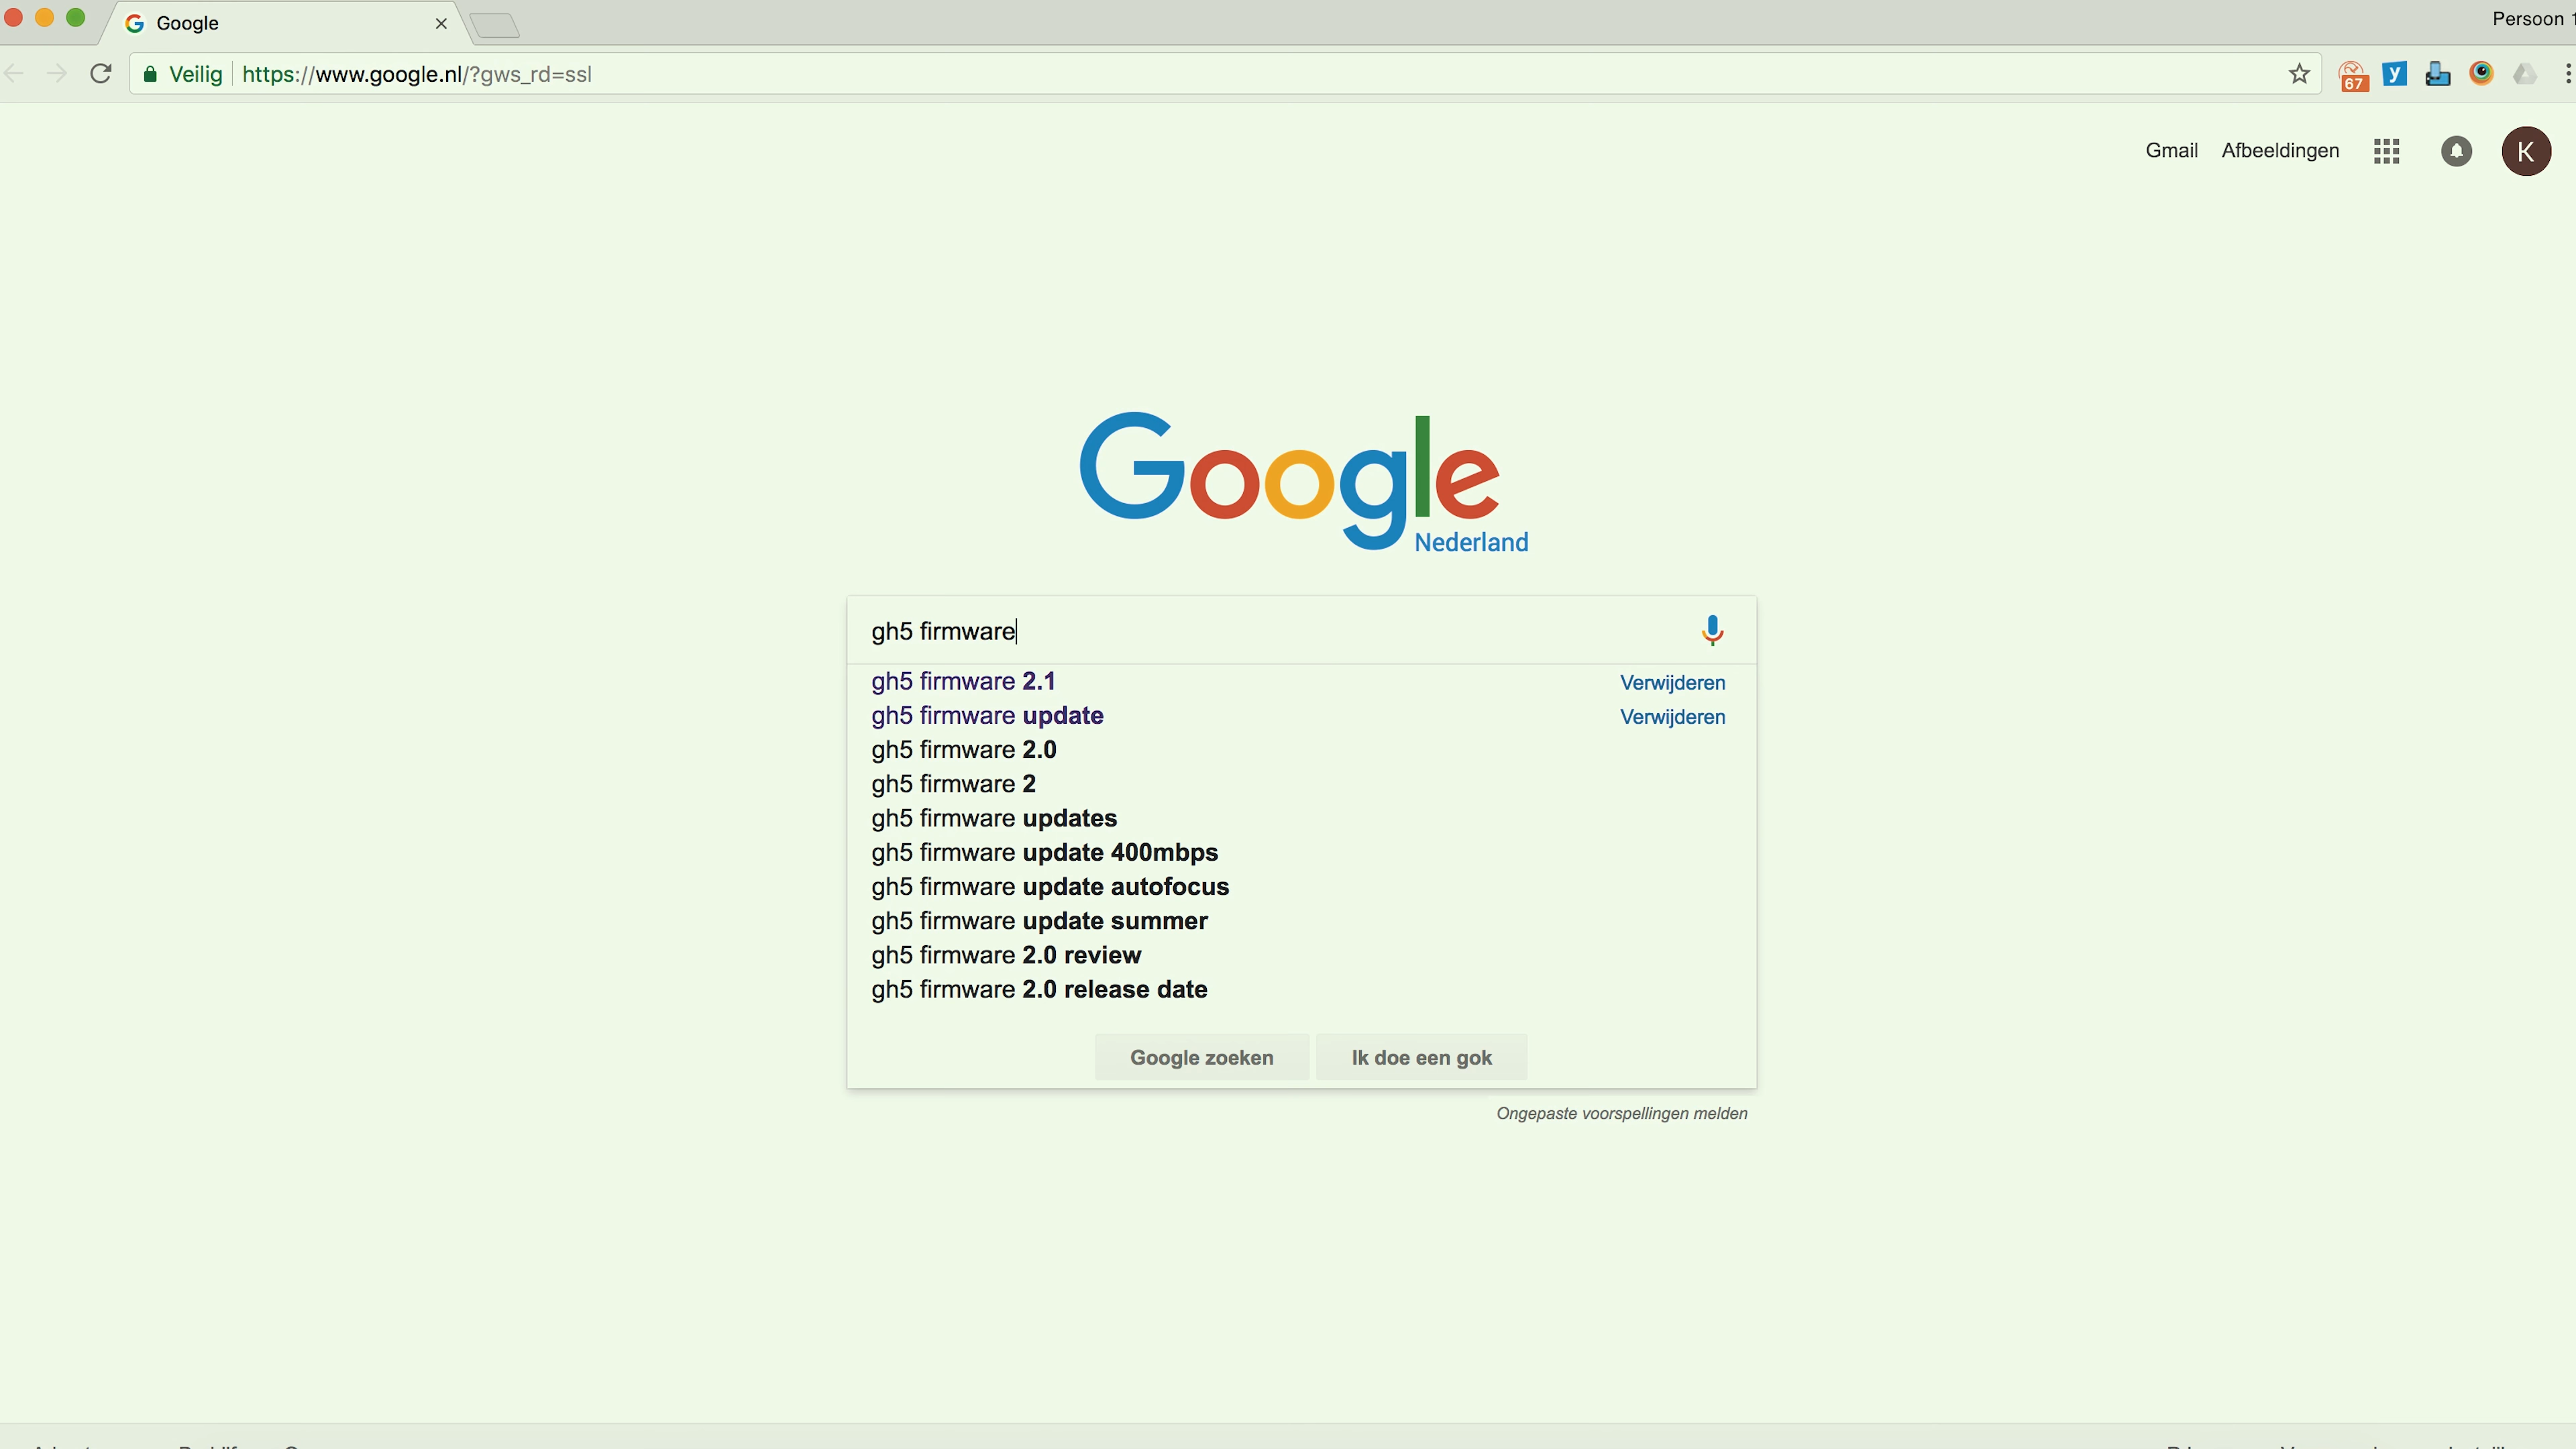 Google
Persoon 1
Veilig https://www.google.nl/?gws_rd=ssl
67
y
Gmail Afbeeldingen K
Google
Nederland
gh5 firmware
gh5 firmware 2.1 Verwijderen
gh5 firmware update Verwijderen
gh5 firmware 2.0
gh5 firmware 2
gh5 firmware updates
gh5 firmware update 400mbps
gh5 firmware update autofocus
gh5 firmware update summer
gh5 firmware 2.0 review
gh5 firmware 2.0 release date
Google zoeken Ik doe een gok
Ongepaste voorspellingen melden